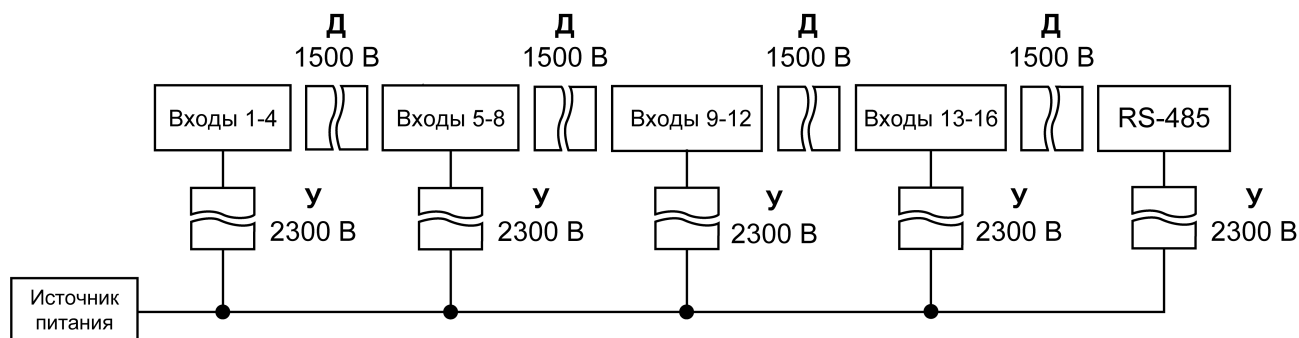 Д Д Д Д
1500 В 1500 В 1500 В 1500 В
Входы 1-4 Входы 5-8 Входы 9-12 Входы 13-16 RS-485
У У У У У
2300 В 2300 В 2300 В 2300 В 2300 В
Источник
питания